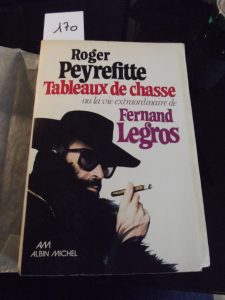 170
Roger
Peyrefitte
Tableaux de chasse
ou la vie extraordinaire de
Fernand
Legros
AM
ALBIN MICHEL